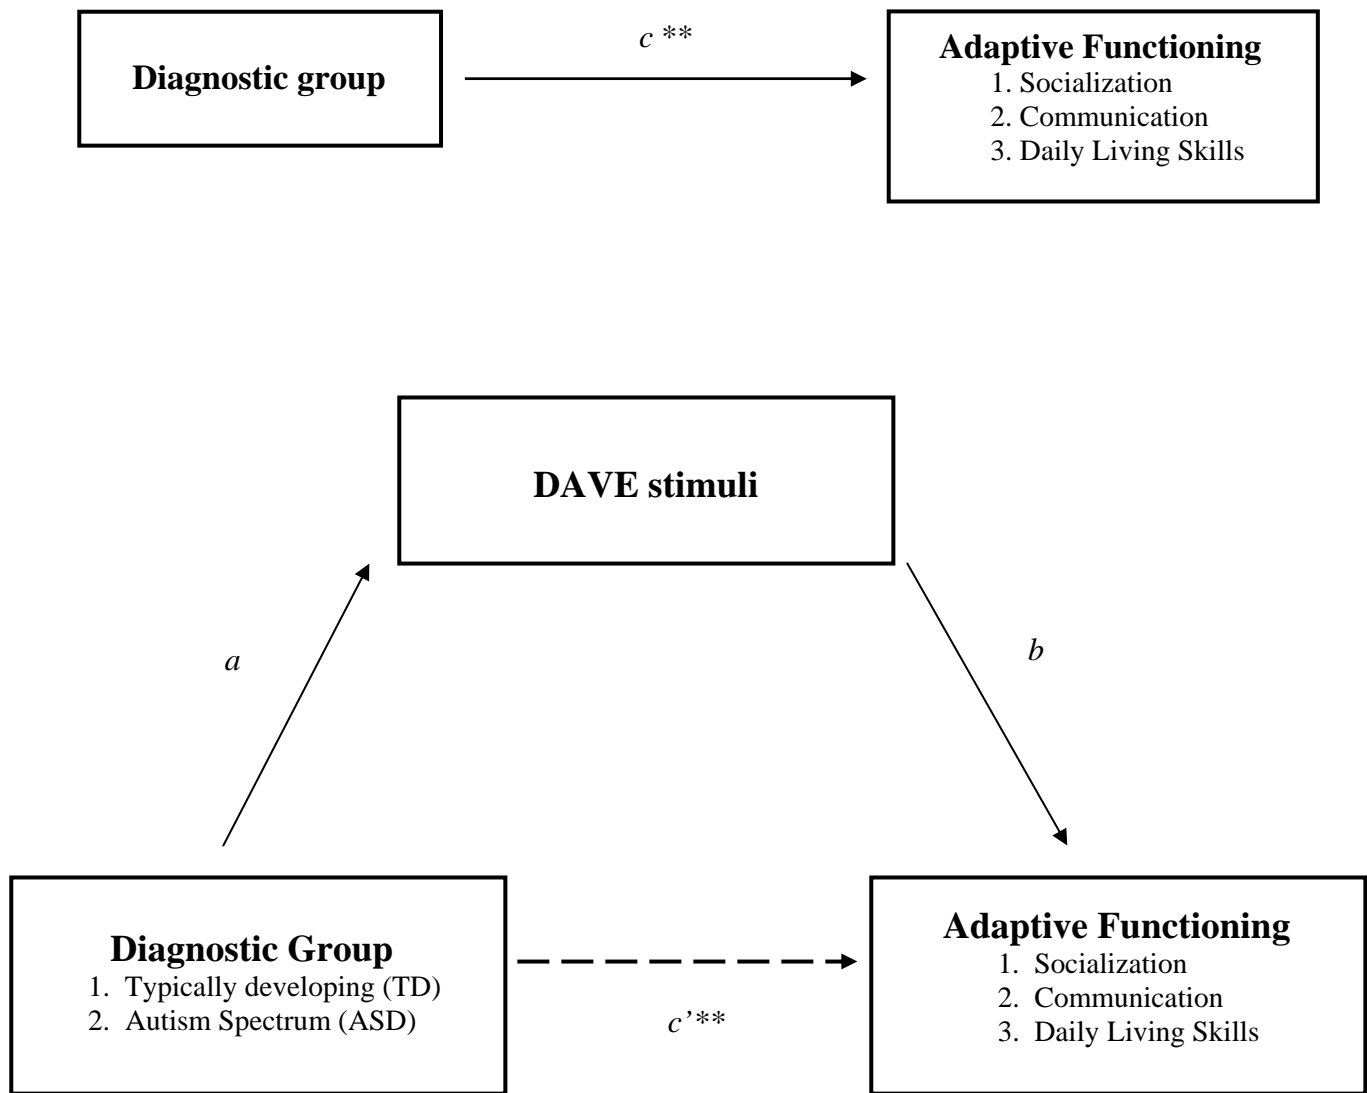 c **
Diagnostic group
Adaptive Functioning
1. Socialization
2. Communication
3. Daily Living Skills
DAVE stimuli
a
b
Diagnostic Group
1. Typically developing (TD)
2. Autism Spectrum (ASD)
c’**
Adaptive Functioning
1. Socialization
2. Communication
3. Daily Living Skills